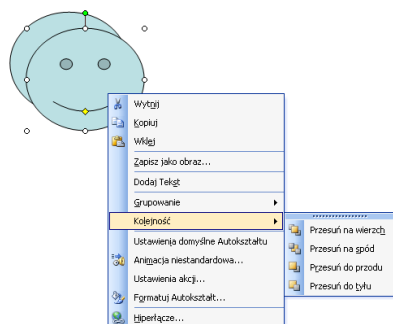 Wytnij
Kopiuj
Wklej
Zapisz jako obraz...
Dodaj Tekst
Grupowanie
Kolejność
Ustawienia domyślne Autokształtu
Animacja niestandardowa...
Ustawienia akcji...
Formatuj Autokształt...
Hiperłącze...
Przesuń na wierzch
Przesuń na spód
Przesuń do przodu
Przesuń do tyłu